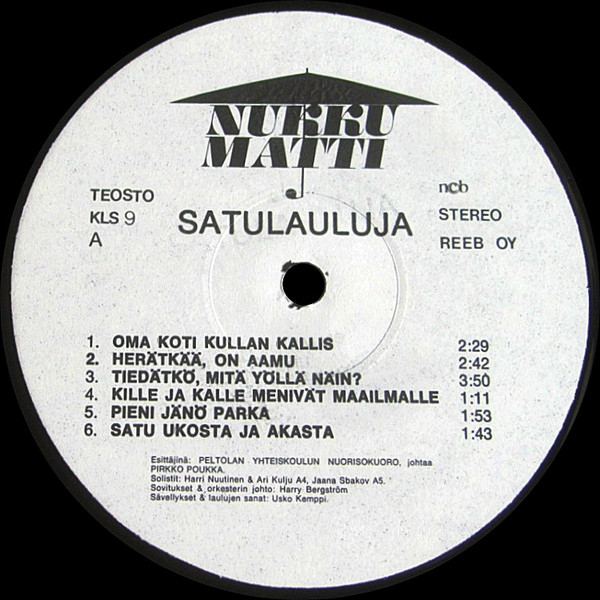 NUKKU
MATTI
TEOSTO
KLS 9
A
SATULAULUJA
ncb
STEREO
REEB OY
1. OMA KOTI KULLAN KALLIS 2:29
2. HERÄTKÄÄ, ON AAMU 2:42
3. TIEDÄTKÖ, MITÄ YÖLLÄ NÄIN? 3:50
4. KILLE JA KALLE MENIVÄT MAAILMALLE 1:11
5. PIENI JÄNÖ PARKA 1:53
6. SATU UKOSTA JA AKASTA 1:43
Esittäjinä: PELTOLAN YHTEISKOULUN NUORISOKUORO, johtaa
PIRKKO POUKKA.
Solistit: Harri Nuutinen & Ari Kulju A4, Jaana Sbakov A5.
Sovitukset & orkesterin johto: Harry Bergström
Sävellykset & laulujen sanat: Usko Kemppi.